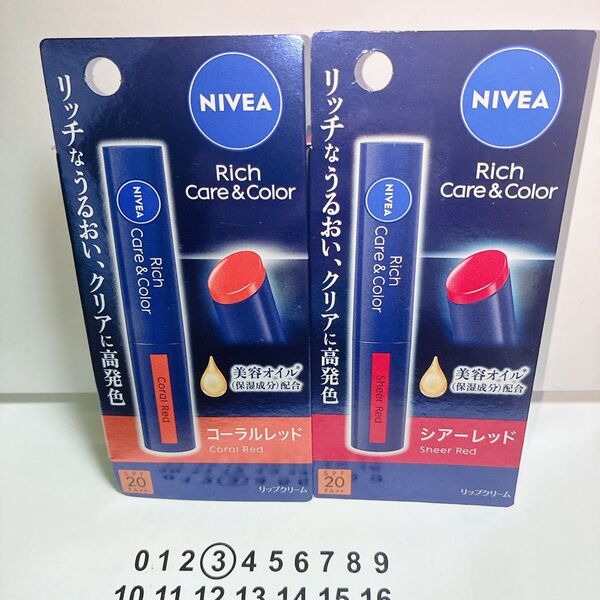 リッチなうるおい、クリアに高発色
NIVEA
Rich
Care & Color
NIVEA
Rich
Care & Color
Coral Red
美容オイル*
(保湿成分)配合
コーラルレッド
Coral Red
SPF
20
PA++
リップクリーム
リッチなうるおい、クリアに高発色
NIVEA
Rich
Care & Color
NIVEA
Rich
Care & Color
Sheer Red
美容オイル*
(保湿成分)配合
シアーレッド
Sheer Red
SPF
20
PA++
リップクリーム
0 1 2 3 4 5 6 7 8 9
10 11 12 13 14 15 16